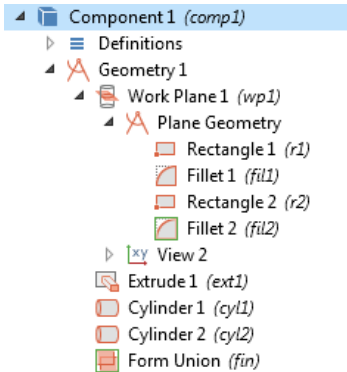 Component 1 (comp1)
Definitions
Geometry 1
Work Plane 1 (wp1)
Plane Geometry
Rectangle 1 (r1)
Fillet 1 (fil1)
Rectangle 2 (r2)
Fillet 2 (fil2)
xy View 2
Extrude 1 (ext1)
Cylinder 1 (cyl1)
Cylinder 2 (cyl2)
Form Union (fin)